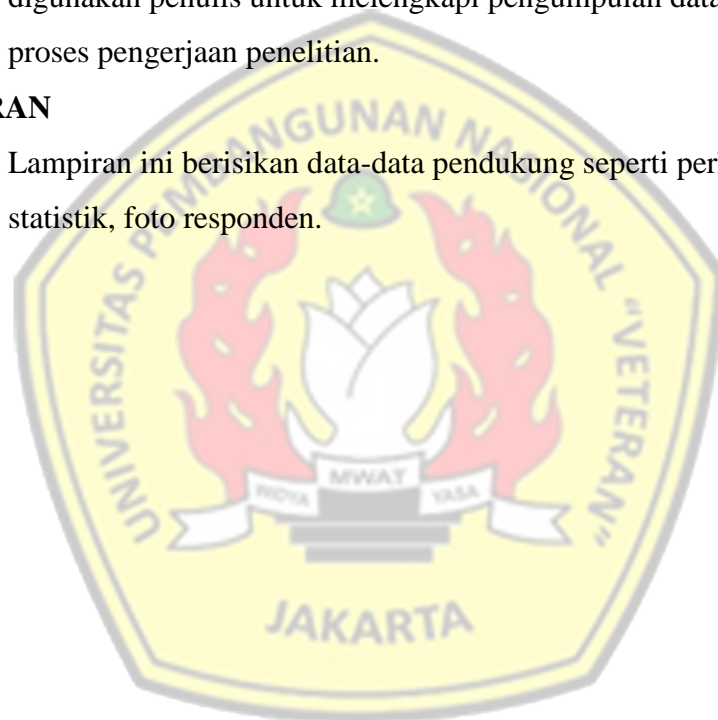 digunakan penulis untuk melengkapi pengumpulan data
proses pengerjaan penelitian.
RAN
Lampiran ini berisikan data-data pendukung seperti per
statistik, foto responden.
UNIVERSITAS PEMBANGUNAN NASIONAL "VETERAN"
WIDYA MWAT YASA
JAKARTA